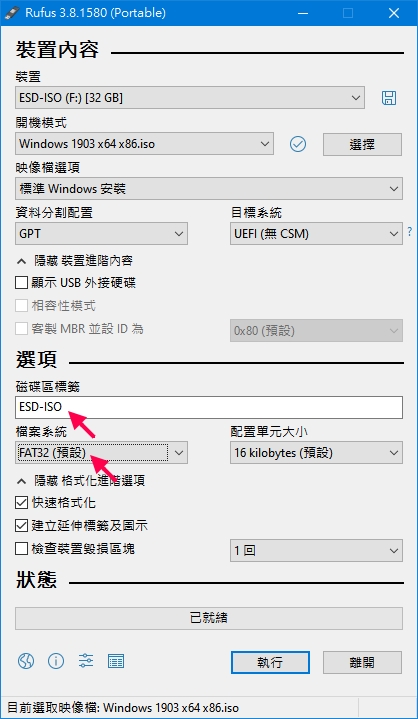 Rufus 3.8.1580 (Portable)
裝置內容
裝置
ESD-ISO (F:) [32 GB]
開機模式
Windows 1903 x64 x86.iso
選擇
映像檔選項
標準 Windows 安裝
資料分割配置
目標系統
GPT
UEFI (無 CSM)
?
隱藏 裝置進階內容
顯示 USB 外接硬碟
相容性模式
客製 MBR 並設 ID 為
0x80 (預設)
選項
磁碟區標籤
ESD-ISO
檔案系統
配置單元大小
FAT32 (預設)
16 kilobytes (預設)
隱藏 格式化進階選項
快速格式化
建立延伸標籤及圖示
檢查裝置毀損區塊
1 回
狀態
已就緒
執行
離開
目前選取映像檔: Windows 1903 x64 x86.iso